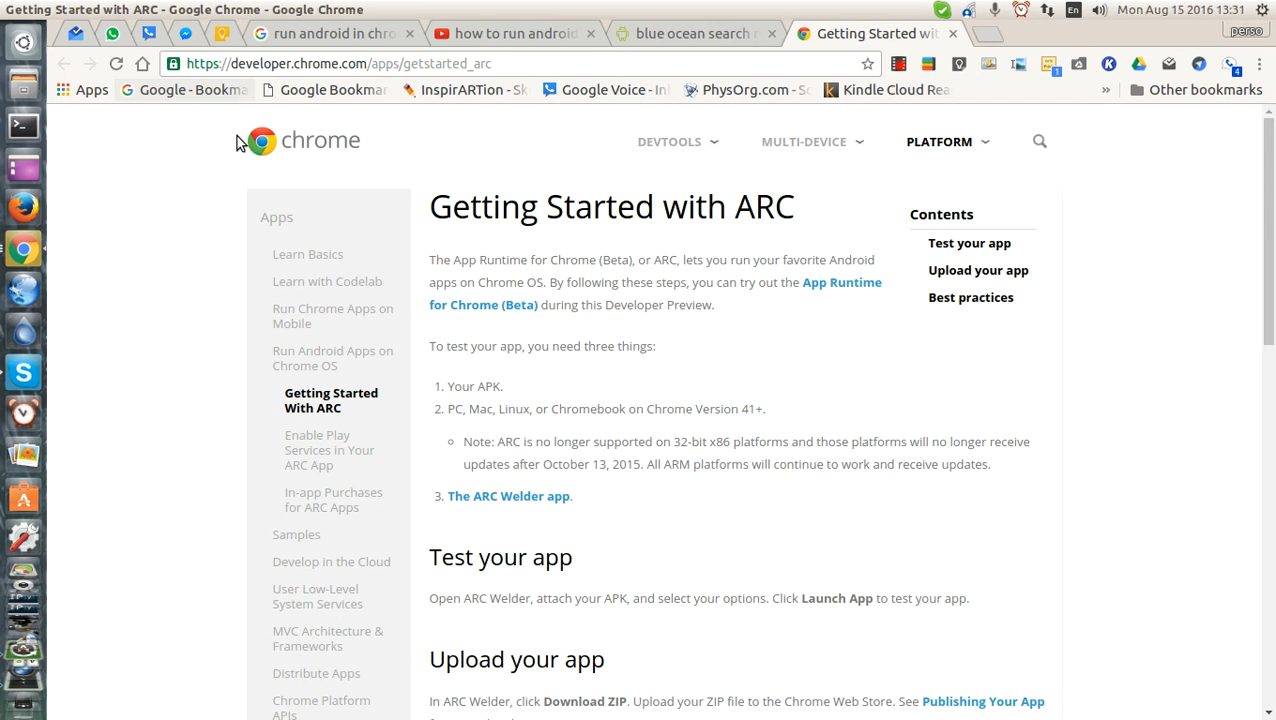 Getting Started with ARC - Google Chrome - Google Chrome
En
Mon Aug 15 2016 13:31
run android in chro
how to run android
blue ocean search r
Getting Started wit
perso
https://developer.chrome.com/apps/getstarted_arc
1
4
Apps
Google - Bookma
Google Bookmar
InspirARTion - Sk
Google Voice - In
PhysOrg.com - Sc
Kindle Cloud Rea
»
Other bookmarks
chrome
DEVTOOLS
MULTI-DEVICE
PLATFORM
Apps
Learn Basics
Learn with Codelab
Run Chrome Apps on
Mobile
Run Android Apps on
Chrome OS
Getting Started
With ARC
Enable Play
Services in Your
ARC App
In-app Purchases
for ARC Apps
Samples
Develop in the Cloud
User Low-Level
System Services
MVC Architecture &
Frameworks
Distribute Apps
Chrome Platform
APIs
Getting Started with ARC
The App Runtime for Chrome (Beta), or ARC, lets you run your favorite Android
apps on Chrome OS. By following these steps, you can try out the App Runtime
for Chrome (Beta) during this Developer Preview.
To test your app, you need three things:
1. Your APK.
2. PC, Mac, Linux, or Chromebook on Chrome Version 41+.
Note: ARC is no longer supported on 32-bit x86 platforms and those platforms will no longer receive
updates after October 13, 2015. All ARM platforms will continue to work and receive updates.
3. The ARC Welder app.
Test your app
Open ARC Welder, attach your APK, and select your options. Click Launch App to test your app.
Upload your app
In ARC Welder, click Download ZIP. Upload your ZIP file to the Chrome Web Store. See Publishing Your App
Contents
Test your app
Upload your app
Best practices